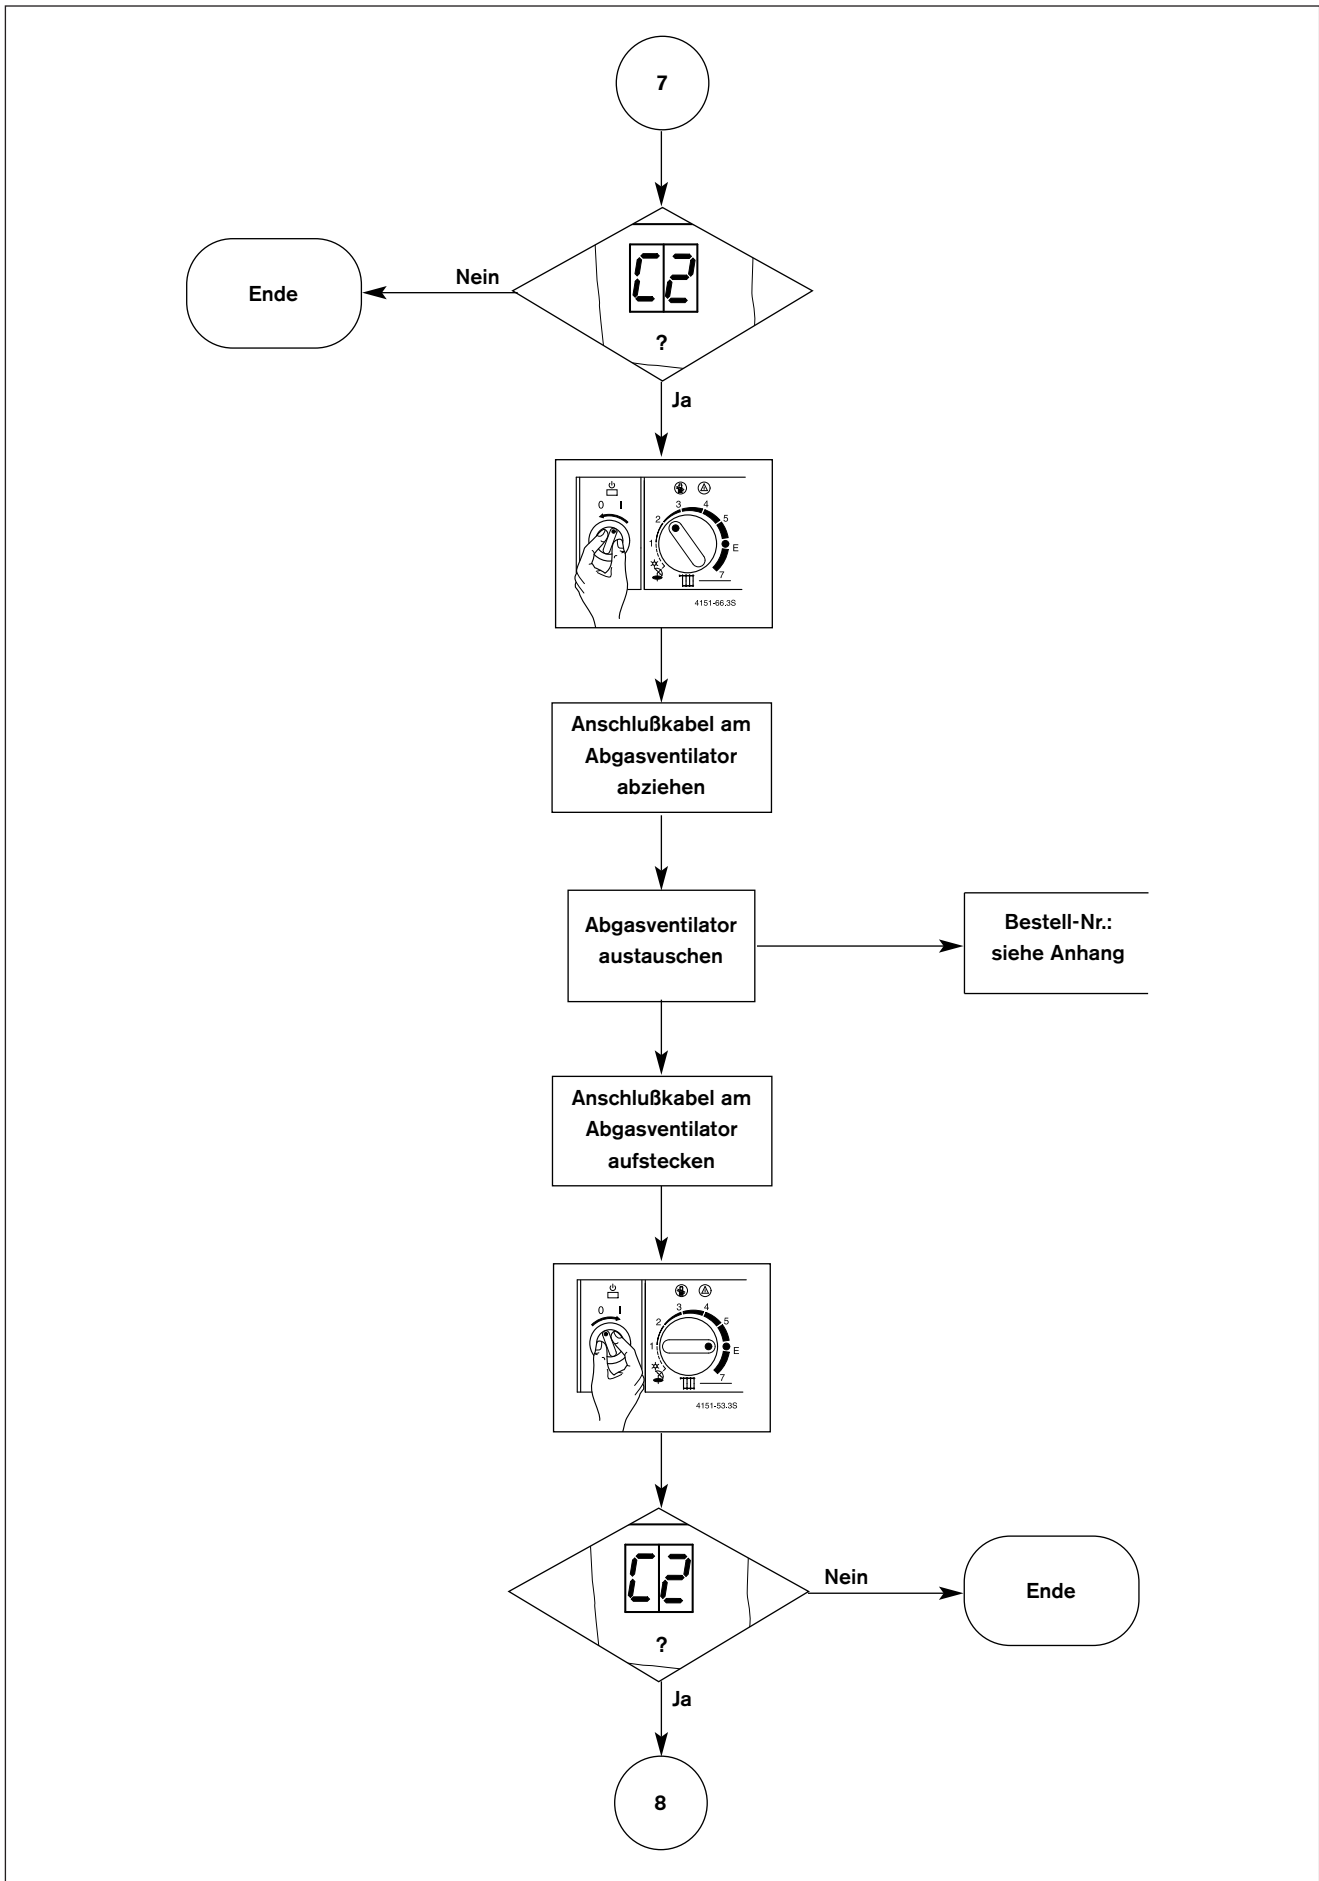 7
C2
?
Nein
Ende
Ja
0 I
1
2
3
4
5
E
7
4151-66.3S
Anschlußkabel am
Abgasventilator
abziehen
Abgasventilator
austauschen
Bestell-Nr.:
siehe Anhang
Anschlußkabel am
Abgasventilator
aufstecken
0 I
1
2
3
4
5
E
7
4151-53.3S
C2
?
Nein
Ende
Ja
8